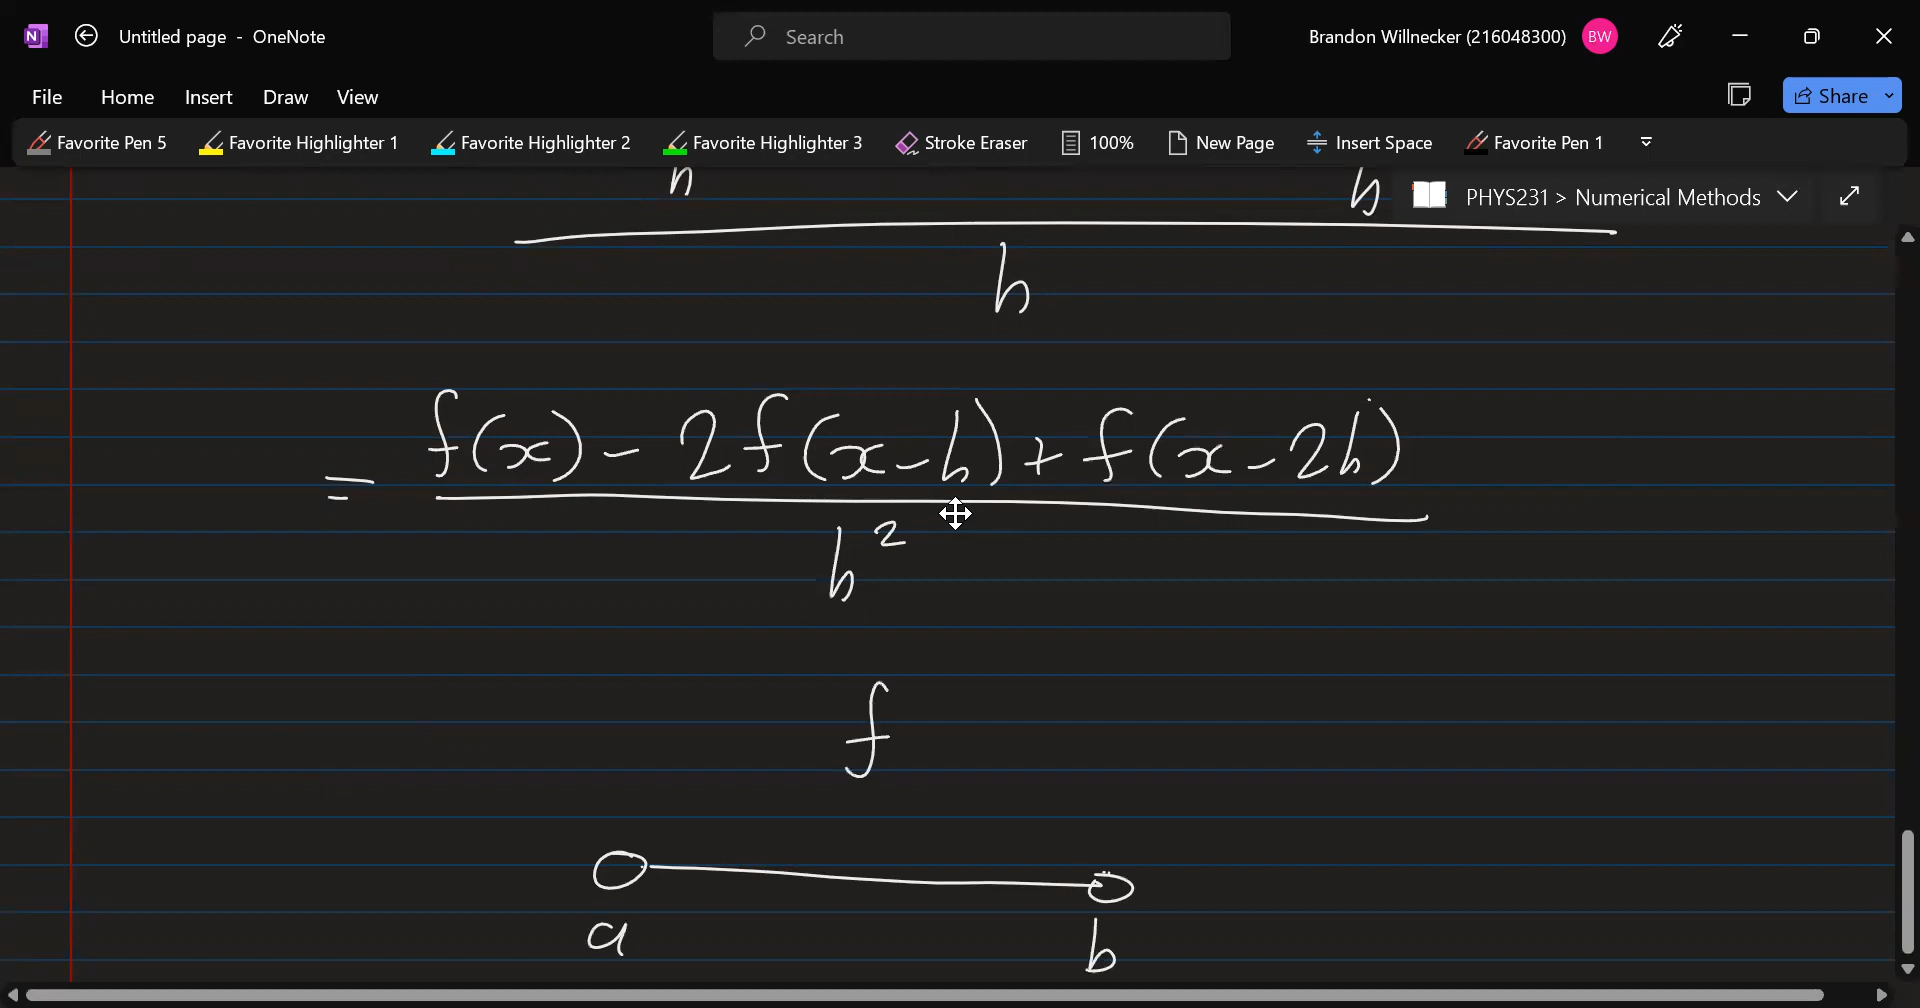 Untitled page - OneNote
Search
Brandon Willnecker (216048300) BW
File Home Insert Draw View
Share
Favorite Pen 5 Favorite Highlighter 1 Favorite Highlighter 2 Favorite Highlighter 3 Stroke Eraser 100% New Page Insert Space Favorite Pen 1
PHYS231 > Numerical Methods
h h
h
= f(x) - 2f(x-h) + f(x-2h)
h²
f
a b